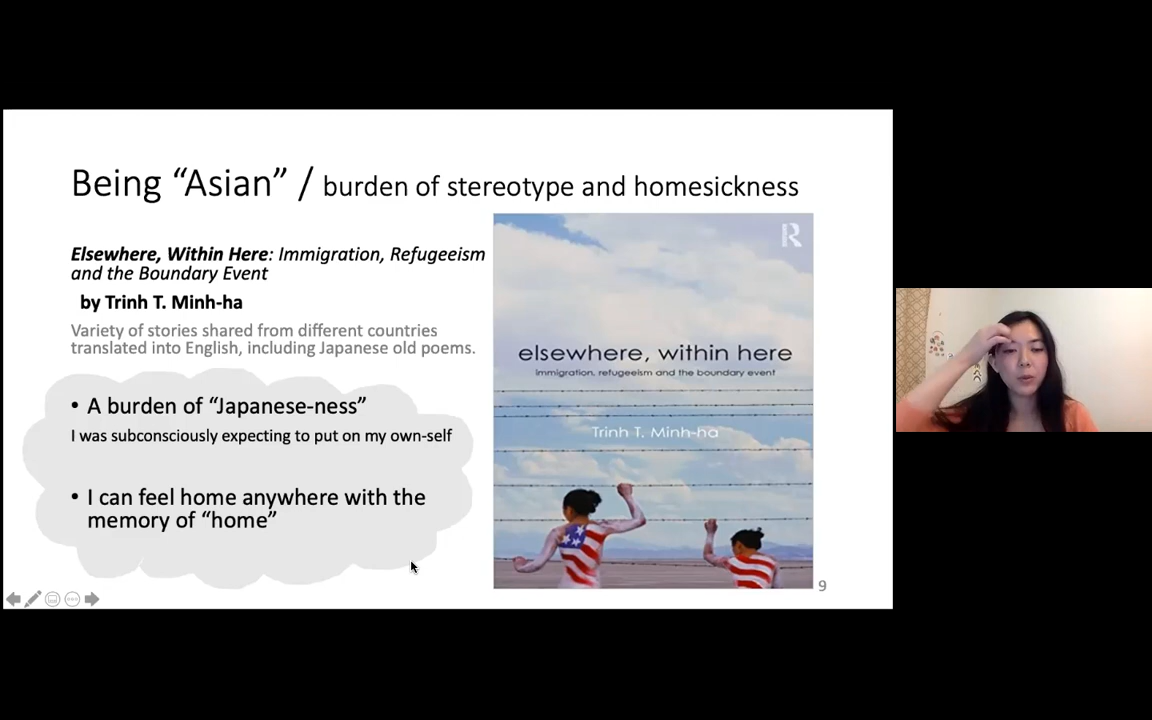 Being “Asian” / burden of stereotype and homesickness
Elsewhere, Within Here: Immigration, Refugeeism
and the Boundary Event
by Trinh T. Minh-ha
Variety of stories shared from different countries
translated into English, including Japanese old poems.
• A burden of “Japanese-ness”
I was subconsciously expecting to put on my own-self
• I can feel home anywhere with the
memory of “home”
R
elsewhere, within here
immigration, refugeeism and the boundary event
Trinh T. Minh-ha
9